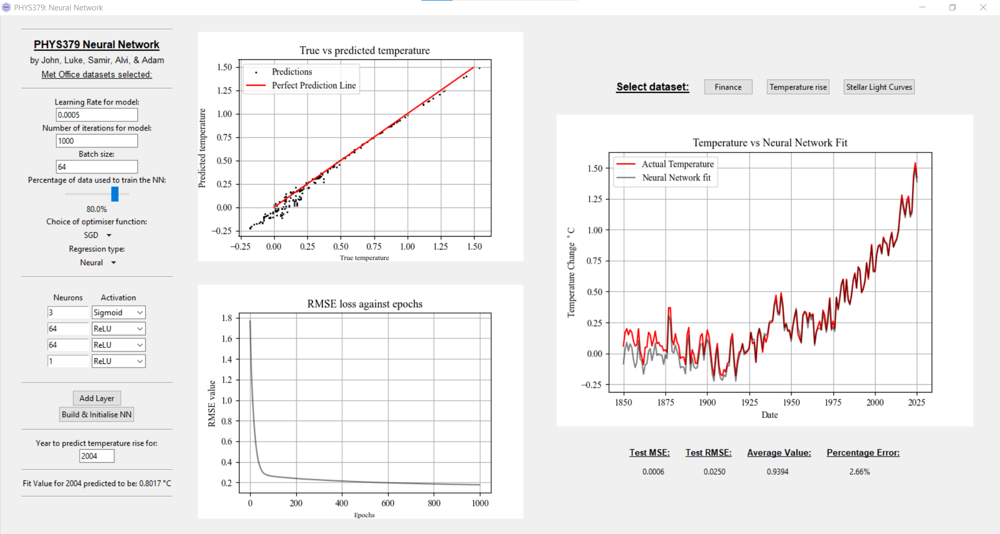 PHYS379: Neural Network
PHYS379 Neural Network
by John, Luke, Samir, Alvi, & Adam
Met Office datasets selected:
Learning Rate for model:
0.0005
Number of iterations for model:
1000
Batch size:
64
Percentage of data used to train the NN:
80.0%
Choice of optimiser function:
SGD
Regression type:
Neural
Neurons Activation
3 Sigmoid
64 ReLU
64 ReLU
1 ReLU
Add Layer
Build & Initialise NN
Year to predict temperature rise for:
2004
Fit Value for 2004 predicted to be: 0.8017 °C
True vs predicted temperature
Predictions
Perfect Prediction Line
Predicted temperature
1.50
1.25
1.00
0.75
0.50
0.25
0.00
−0.25
−0.25 0.00 0.25 0.50 0.75 1.00 1.25 1.50
True temperature
RMSE loss against epochs
RMSE value
1.8
1.6
1.4
1.2
1.0
0.8
0.6
0.4
0.2
0 200 400 600 800 1000
Epochs
Select dataset: Finance Temperature rise Stellar Light Curves
Temperature vs Neural Network Fit
Actual Temperature
Neural Network fit
Temperature Change °C
1.50
1.25
1.00
0.75
0.50
0.25
0.00
−0.25
1850 1875 1900 1925 1950 1975 2000 2025
Date
Test MSE: Test RMSE: Average Value: Percentage Error:
0.0006 0.0250 0.9394 2.66%